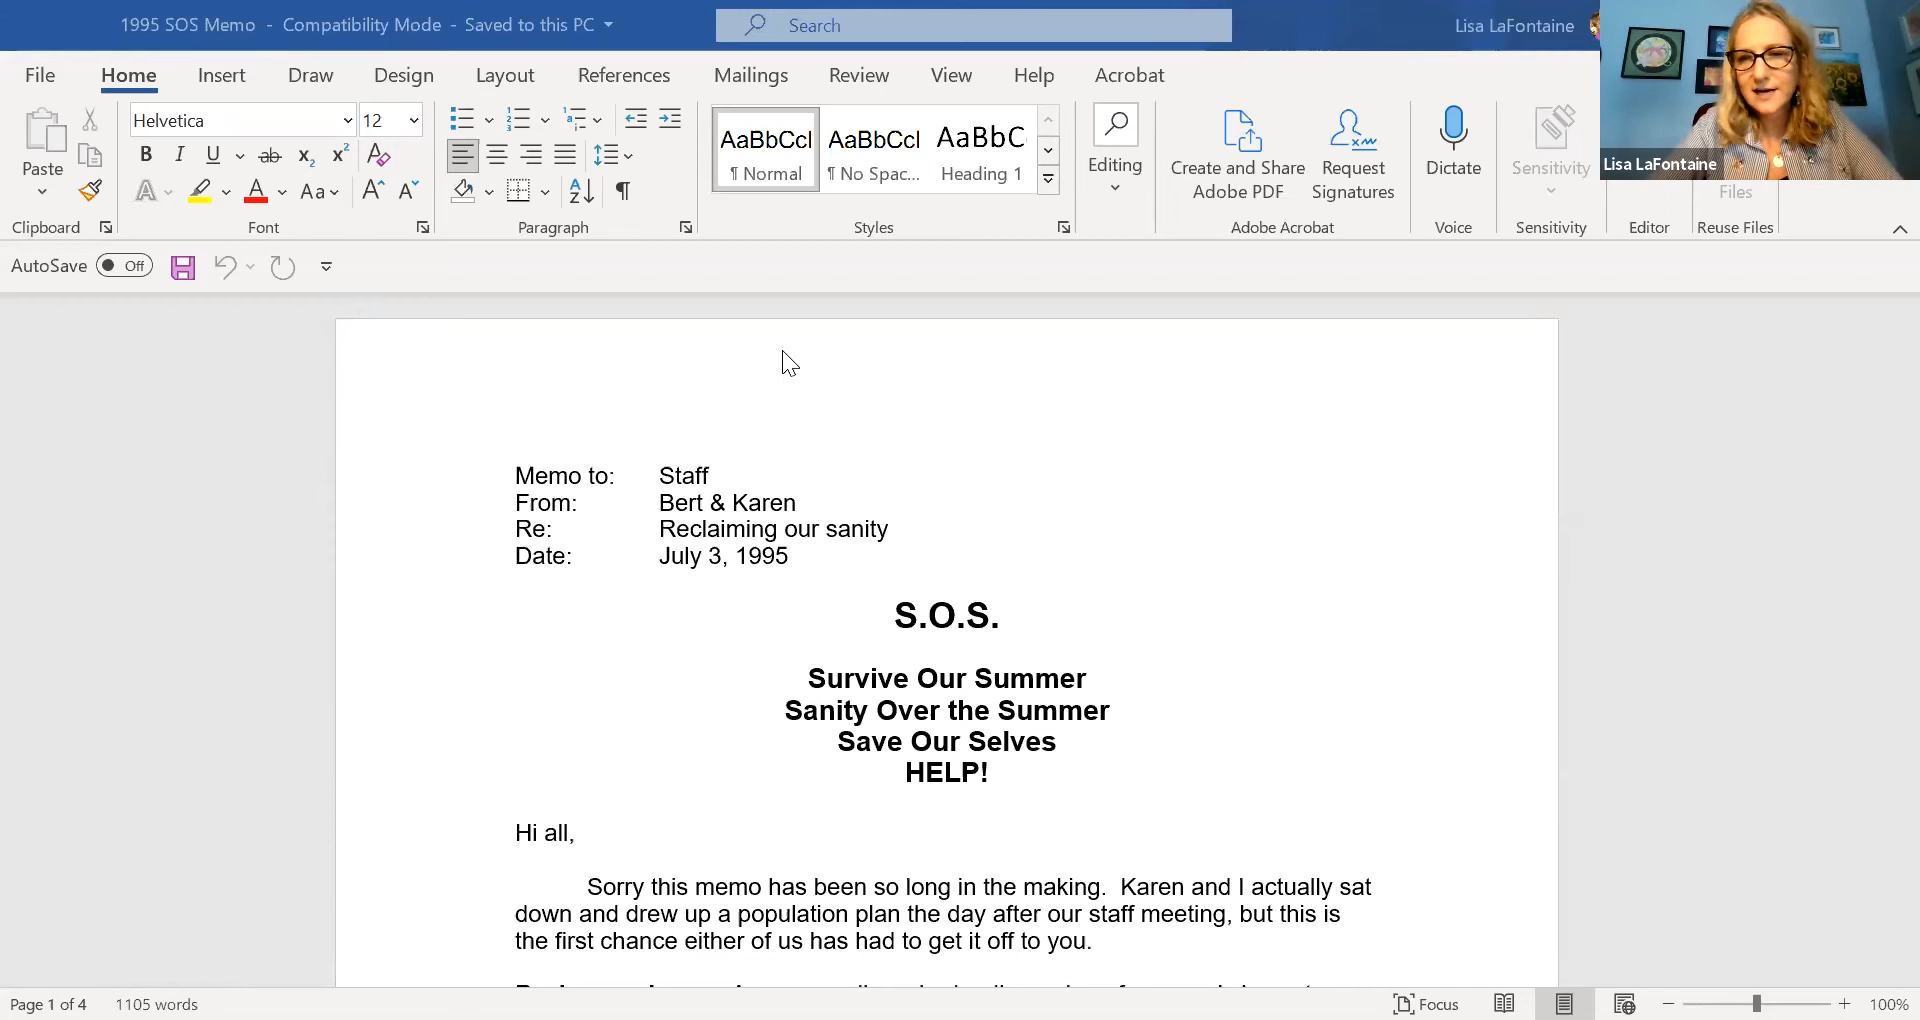 1995 SOS Memo - Compatibility Mode - Saved to this PC
Search
Lisa LaFontaine
File Home Insert Draw Design Layout References Mailings Review View Help Acrobat
Paste
Clipboard
Helvetica 12
Font
Paragraph
AaBbCcI AaBbCcI AaBbC
¶ Normal ¶ No Spac... Heading 1
Styles
Editing
Create and Share
Adobe PDF
Request
Signatures
Adobe Acrobat
Dictate
Voice
Sensitivity
Sensitivity
Editor
Files
Reuse Files
Lisa LaFontaine
AutoSave Off
Memo to: Staff
From: Bert & Karen
Re: Reclaiming our sanity
Date: July 3, 1995
S.O.S.
Survive Our Summer
Sanity Over the Summer
Save Our Selves
HELP!
Hi all,
Sorry this memo has been so long in the making. Karen and I actually sat
down and drew up a population plan the day after our staff meeting, but this is
the first chance either of us has had to get it off to you.
Page 1 of 4 1105 words
Focus
100%